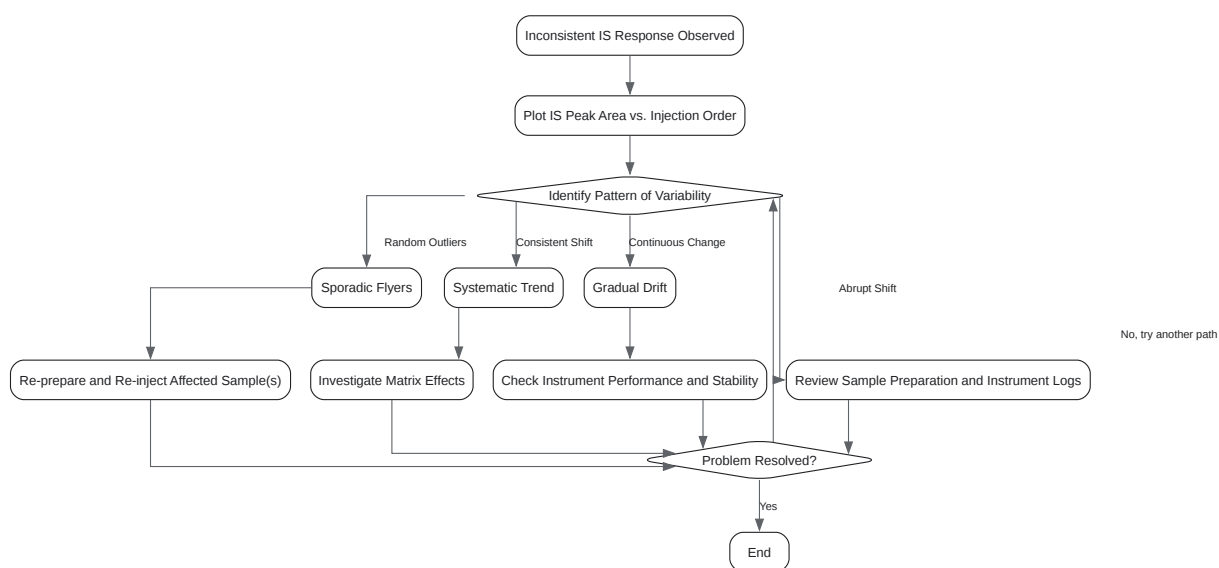 Inconsistent IS Response Observed
Plot IS Peak Area vs. Injection Order
Identify Pattern of Variability
Random Outliers
Consistent Shift
Continuous Change
Sporadic Flyers
Systematic Trend
Gradual Drift
Abrupt Shift
No, try another path
Re-prepare and Re-inject Affected Sample(s)
Investigate Matrix Effects
Check Instrument Performance and Stability
Review Sample Preparation and Instrument Logs
Problem Resolved?
Yes
End